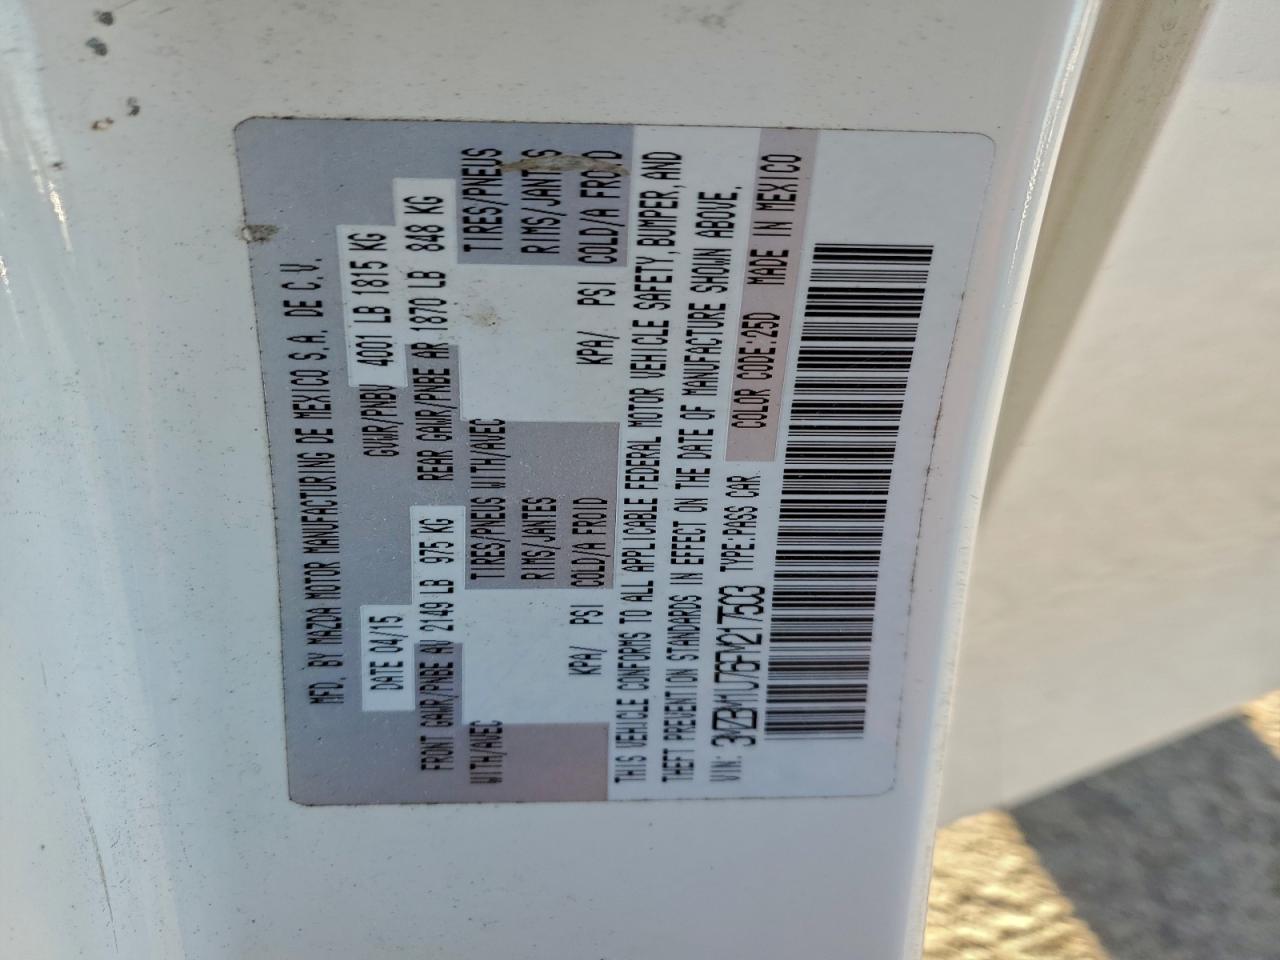 MFD. BY MAZDA MOTOR MANUFACTURING DE MEXICO S.A. DE C.V.
DATE 04/15 GVWR/PNBV 4001 LB 1815 KG
FRONT GAWR/PNBE AV 2149 LB 975 KG REAR GAWR/PNBE AR 1870 LB 848 KG
WITH/AVEC TIRES/PNEUS WITH/AVEC TIRES/PNEUS
RIMS/JANTES RIMS/JANTES
KPA/ PSI COLD/A FROID KPA/ PSI COLD/A FROID
THIS VEHICLE CONFORMS TO ALL APPLICABLE FEDERAL MOTOR VEHICLE SAFETY, BUMPER, AND
THEFT PREVENTION STANDARDS IN EFFECT ON THE DATE OF MANUFACTURE SHOWN ABOVE.
VIN: 3MZBM1U76FM217503 TYPE:PASS CAR COLOR CODE:25D MADE IN MEXICO